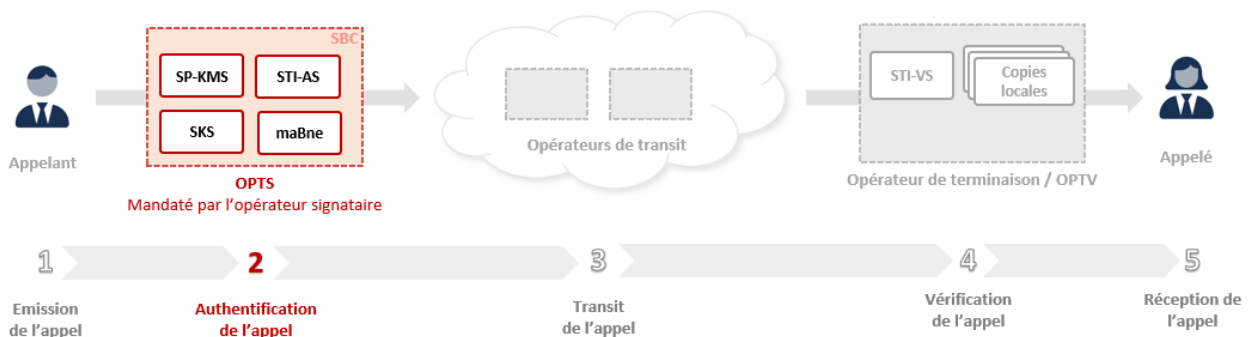 SBC
SP-KMS
STI-AS
SKS
maBne
Appelant
OPTS
Mandaté par l'opérateur signataire
Opérateurs de transit
STI-VS
Copies
locales
Opérateur de terminaison / OPTV
Appelé
1
2
3
4
5
Emission
de l'appel
Authentification
de l'appel
Transit
de l'appel
Vérification
de l'appel
Réception de
l'appel